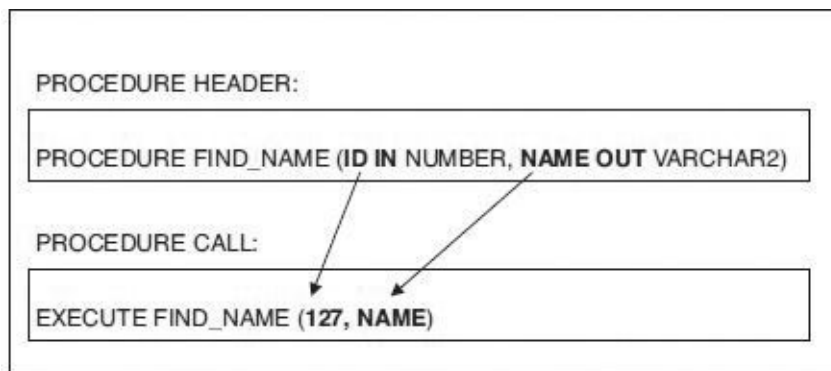 PROCEDURE HEADER:
PROCEDURE FIND_NAME (ID IN NUMBER, NAME OUT VARCHAR2)
PROCEDURE CALL:
EXECUTE FIND_NAME (127, NAME)